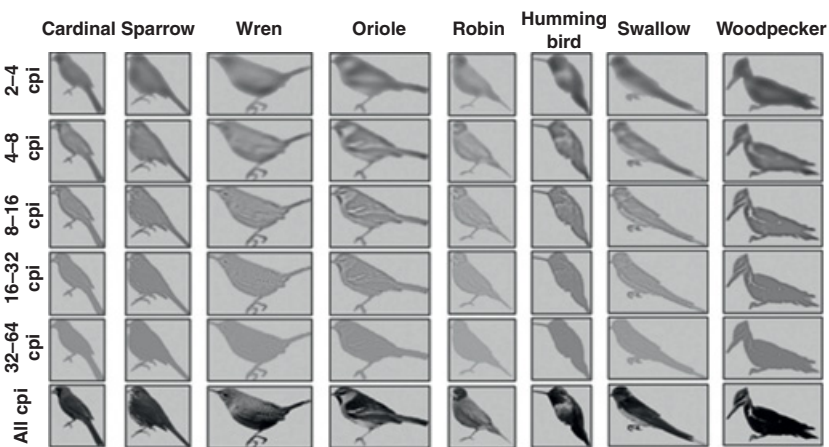 Cardinal Sparrow Wren Oriole Robin Humming bird Swallow Woodpecker
2–4 cpi
4–8 cpi
8–16 cpi
16–32 cpi
32–64 cpi
All cpi